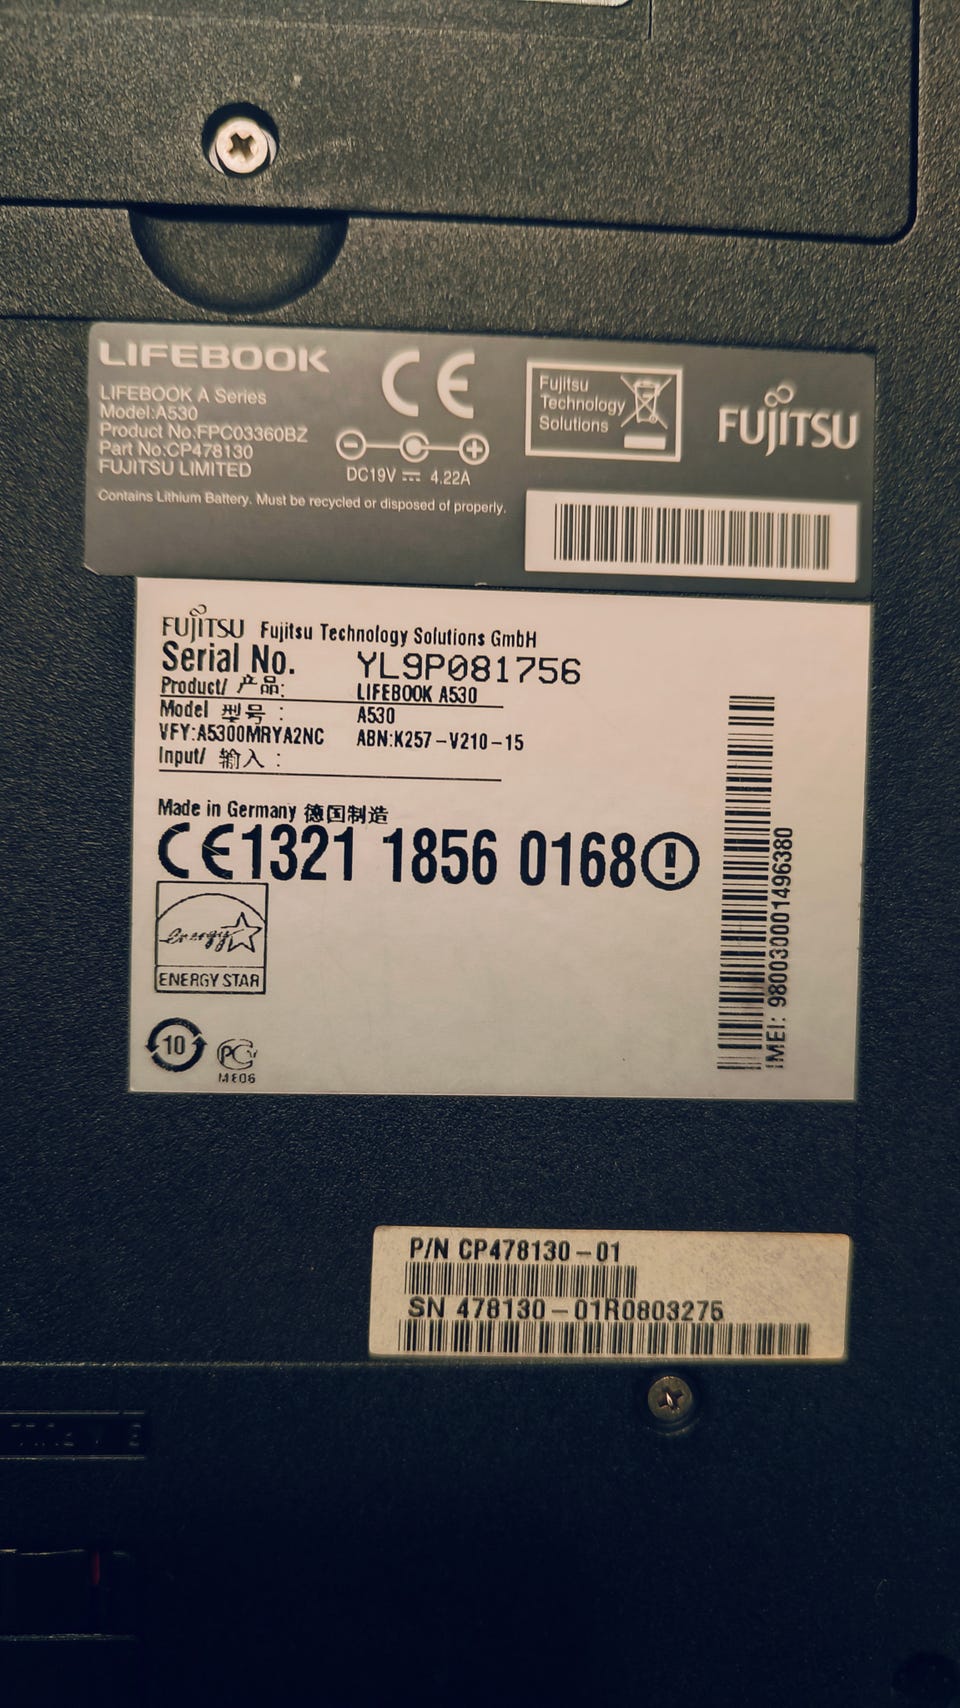 LIFEBOOK
LIFEBOOK A Series
Model:A530
Product No:FPC03360BZ
Part No:CP478130
FUJITSU LIMITED
CE
DC19V 4.22A
Fujitsu
Technology
Solutions
FUJITSU
Contains Lithium Battery. Must be recycled or disposed of properly.
FUJITSU Fujitsu Technology Solutions GmbH
Serial No. YL9P081756
Product/ 产品: LIFEBOOK A530
Model 型号 : A530
VFY:A5300MRYA2NC ABN:K257-V210-15
Input/ 输入 :
Made in Germany 德国制造
CE1321 1856 0168
energy
ENERGY STAR
10
ME06
IMEI: 980030001496380
P/N CP478130-01
SN 478130-01R0803275